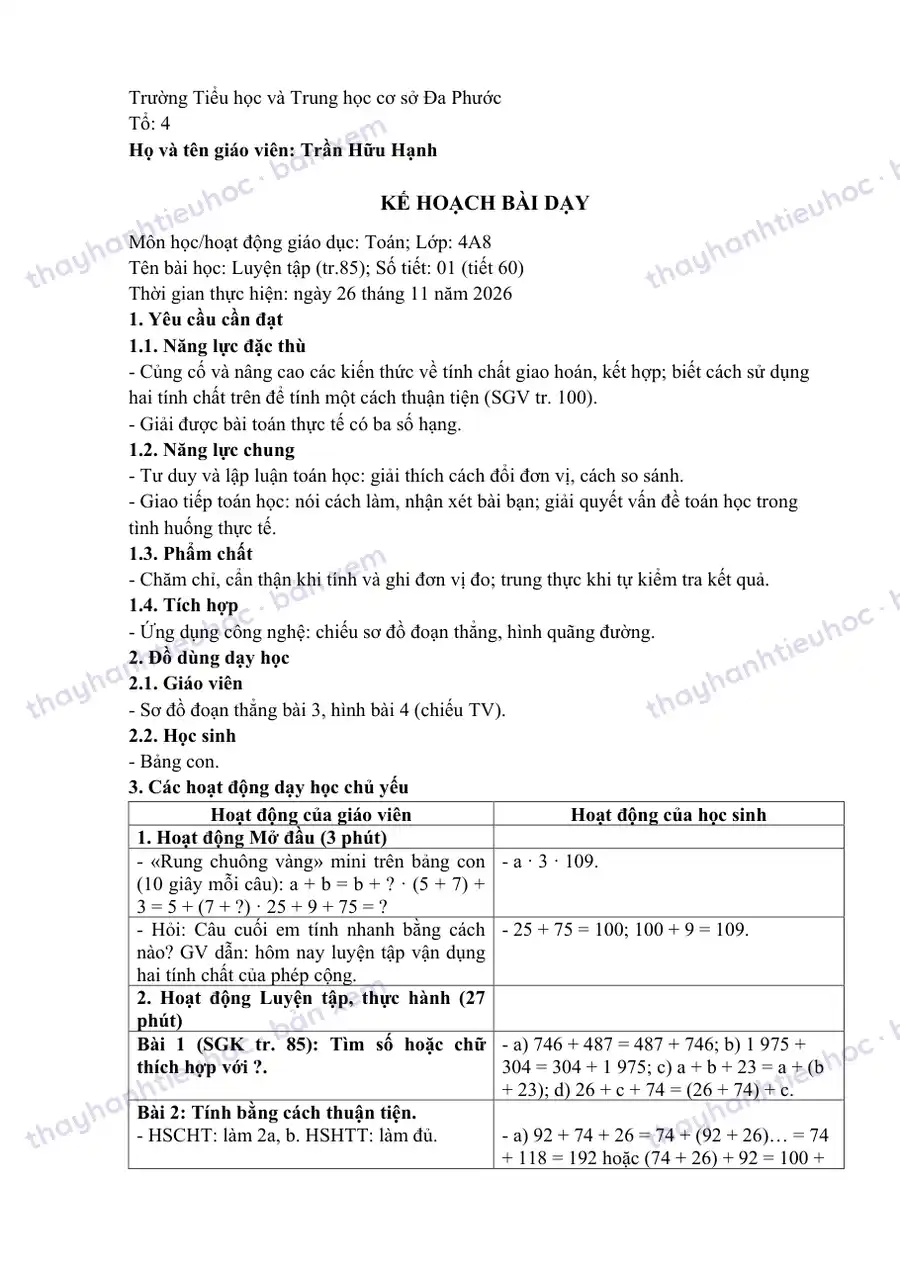 Trường Tiểu học và Trung học cơ sở Đa Phước
Tổ: 4
Họ và tên giáo viên: Trần Hữu Hạnh
KẾ HOẠCH BÀI DẠY
Môn học/hoạt động giáo dục: Toán; Lớp: 4A8
Tên bài học: Luyện tập (tr.85); Số tiết: 01 (tiết 60)
Thời gian thực hiện: ngày 26 tháng 11 năm 2026
1. Yêu cầu cần đạt
1.1. Năng lực đặc thù
- Củng cố và nâng cao các kiến thức về tính chất giao hoán, kết hợp; biết cách sử dụng
hai tính chất trên để tính một cách thuận tiện (SGV tr. 100).
- Giải được bài toán thực tế có ba số hạng.
1.2. Năng lực chung
- Tư duy và lập luận toán học: giải thích cách đổi đơn vị, cách so sánh.
- Giao tiếp toán học: nói cách làm, nhận xét bài bạn; giải quyết vấn đề toán học trong
tình huống thực tế.
1.3. Phẩm chất
- Chăm chỉ, cẩn thận khi tính và ghi đơn vị đo; trung thực khi tự kiểm tra kết quả.
1.4. Tích hợp
- Ứng dụng công nghệ: chiếu sơ đồ đoạn thẳng, hình quãng đường.
2. Đồ dùng dạy học
2.1. Giáo viên
- Sơ đồ đoạn thẳng bài 3, hình bài 4 (chiếu TV).
2.2. Học sinh
- Bảng con.
3. Các hoạt động dạy học chủ yếu
Hoạt động của giáo viên
Hoạt động của học sinh
1. Hoạt động Mở đầu (3 phút)
- «Rung chuông vàng» mini trên bảng con
(10 giây mỗi câu): a + b = b + ? · (5 + 7) +
3 = 5 + (7 + ?) · 25 + 9 + 75 = ?
- a · 3 · 109.
- Hỏi: Câu cuối em tính nhanh bằng cách
nào? GV dẫn: hôm nay luyện tập vận dụng
hai tính chất của phép cộng.
- 25 + 75 = 100; 100 + 9 = 109.
2. Hoạt động Luyện tập, thực hành (27
phút)
Bài 1 (SGK tr. 85): Tìm số hoặc chữ
thích hợp với ?.
- a) 746 + 487 = 487 + 746; b) 1 975 +
304 = 304 + 1 975; c) a + b + 23 = a + (b
+ 23); d) 26 + c + 74 = (26 + 74) + c.
Bài 2: Tính bằng cách thuận tiện.
- HSCHT: làm 2a, b. HSHTT: làm đủ.
- a) 92 + 74 + 26 = 74 + (92 + 26)… = 74
+ 118 = 192 hoặc (74 + 26) + 92 = 100 +
thayhanhtieuhoc · bản xem
thayhanhtieuhoc · b
thayhanhtieuhoc · bản xem
thayhanhtieuhoc · b
thayhanhtieuhoc · bản xem
thayhanhtieuhoc · b